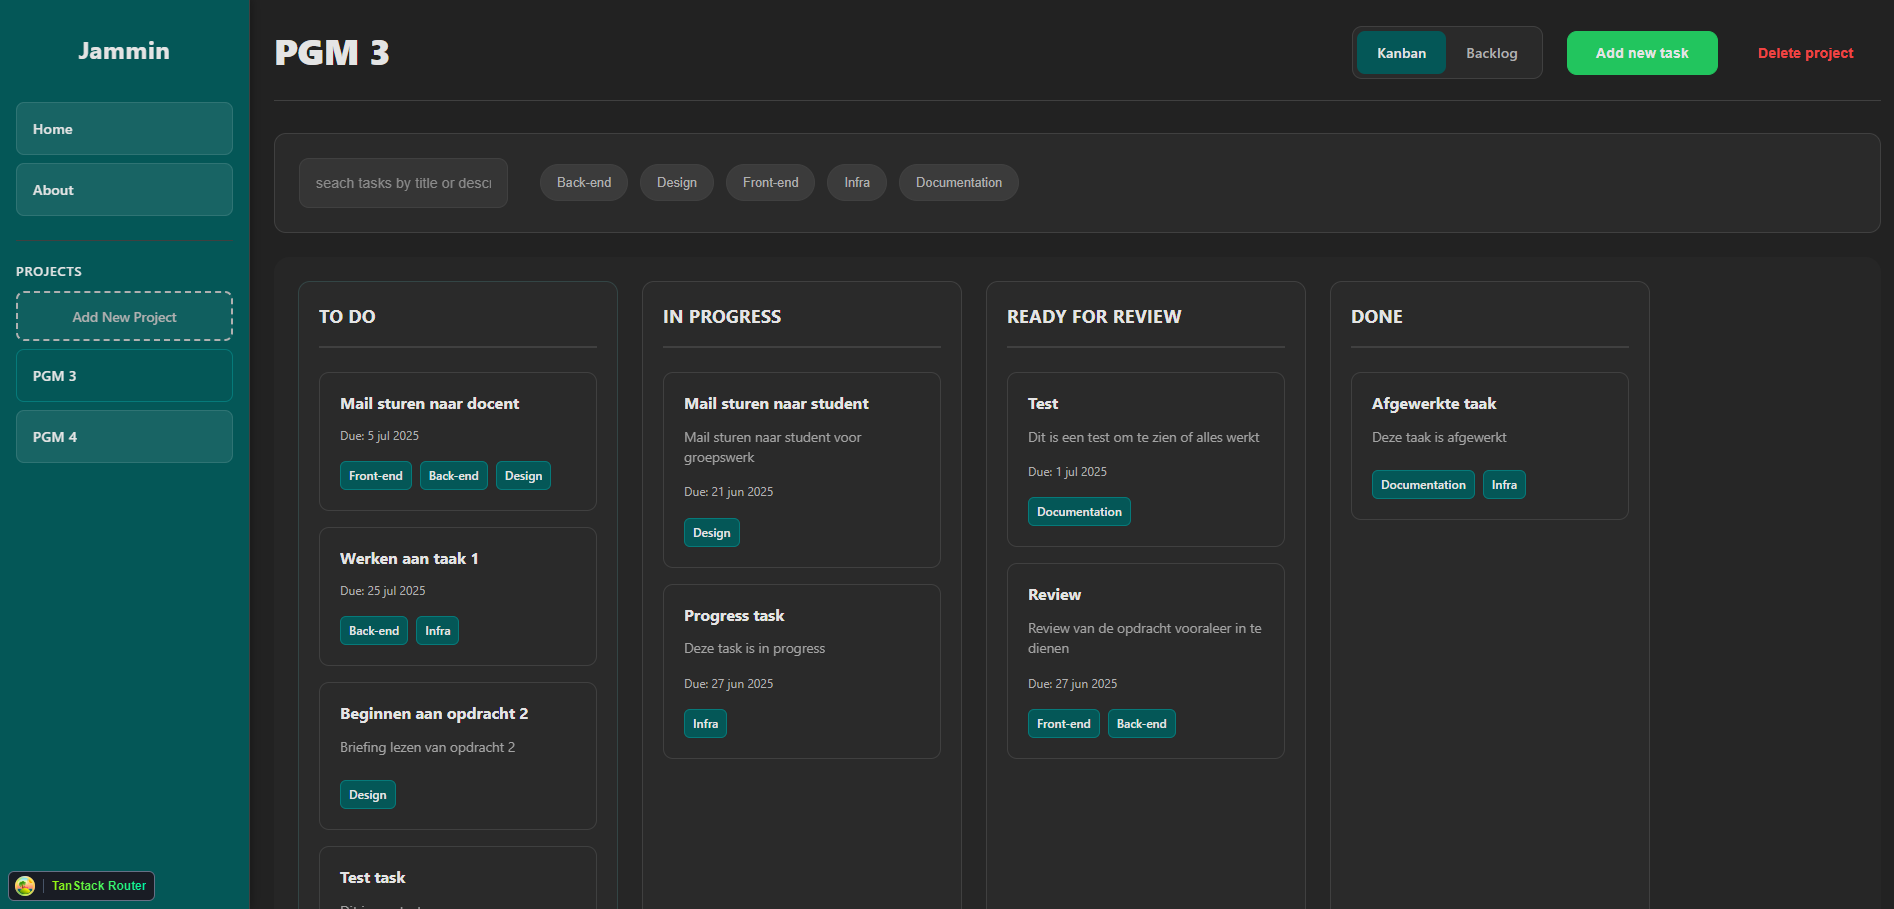 Jammin
Home
About
PROJECTS
Add New Project
PGM 3
PGM 4
TanStack Router
PGM 3
Kanban
Backlog
Add new task
Delete project
seach tasks by title or descr
Back-end
Design
Front-end
Infra
Documentation
TO DO
Mail sturen naar docent
Due: 5 jul 2025
Front-end
Back-end
Design
Werken aan taak 1
Due: 25 jul 2025
Back-end
Infra
Beginnen aan opdracht 2
Briefing lezen van opdracht 2
Design
Test task
IN PROGRESS
Mail sturen naar student
Mail sturen naar student voor
groepswerk
Due: 21 jun 2025
Design
Progress task
Deze task is in progress
Due: 27 jun 2025
Infra
READY FOR REVIEW
Test
Dit is een test om te zien of alles werkt
Due: 1 jul 2025
Documentation
Review
Review van de opdracht vooraleer in te
dienen
Due: 27 jun 2025
Front-end
Back-end
DONE
Afgewerkte taak
Deze taak is afgewerkt
Documentation
Infra